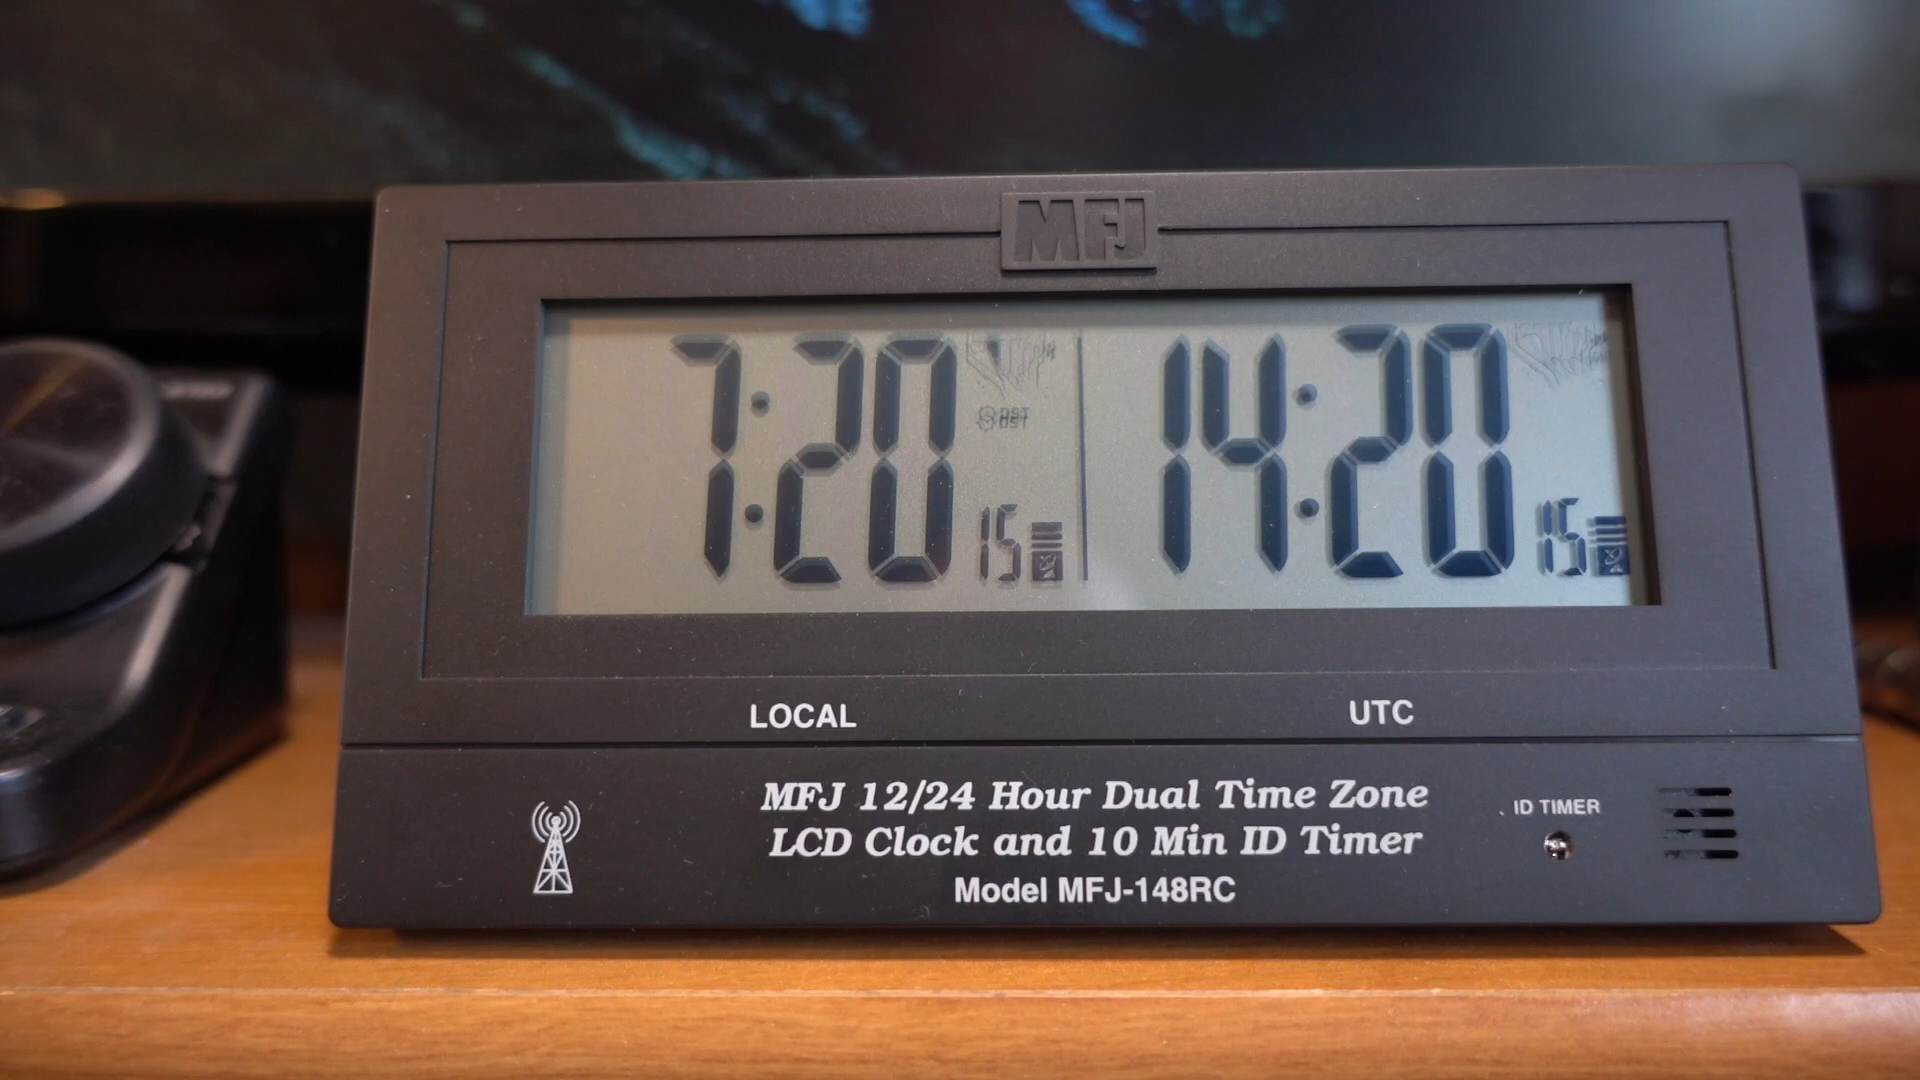 MFJ
7:20 15
DST
14:20 15
LOCAL
UTC
MFJ 12/24 Hour Dual Time Zone
LCD Clock and 10 Min ID Timer
Model MFJ-148RC
ID TIMER